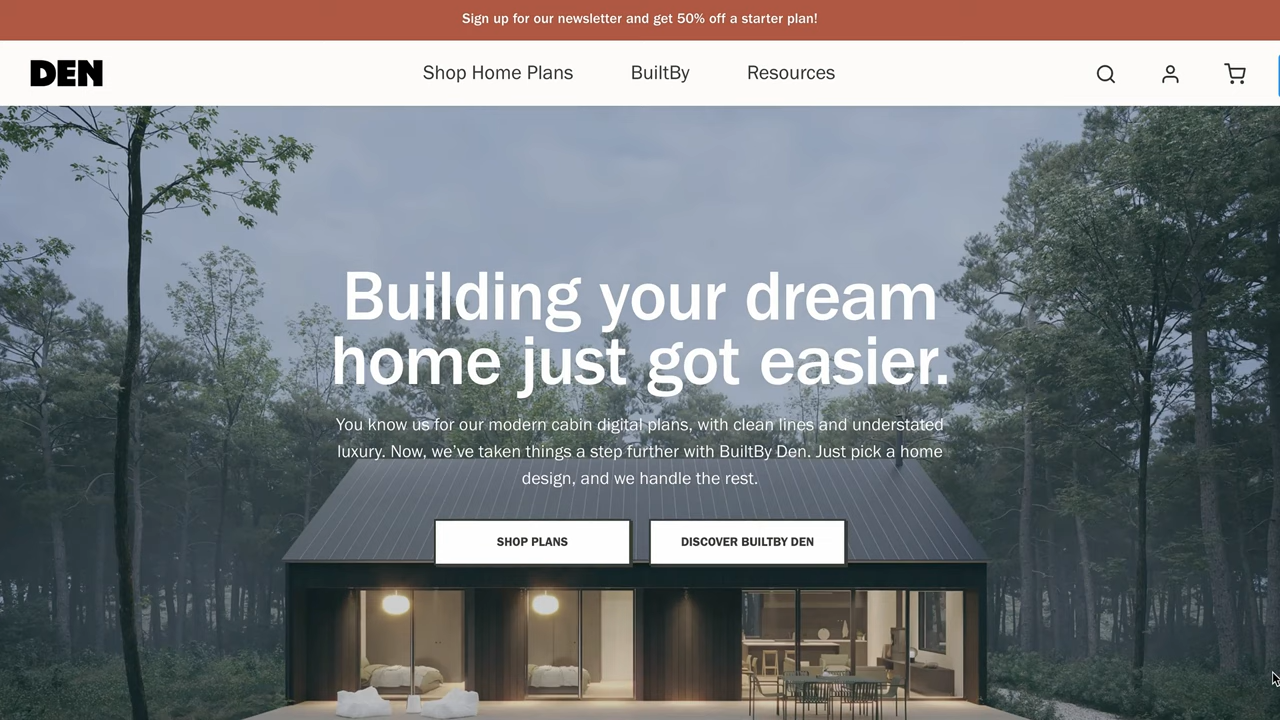 Sign up for our newsletter and get 50% off a starter plan!
DEN
Shop Home Plans
BuiltBy
Resources
Building your dream
home just got easier.
You know us for our modern cabin digital plans, with clean lines and understated
luxury. Now, we’ve taken things a step further with BuiltBy Den. Just pick a home
design, and we handle the rest.
SHOP PLANS
DISCOVER BUILTBY DEN